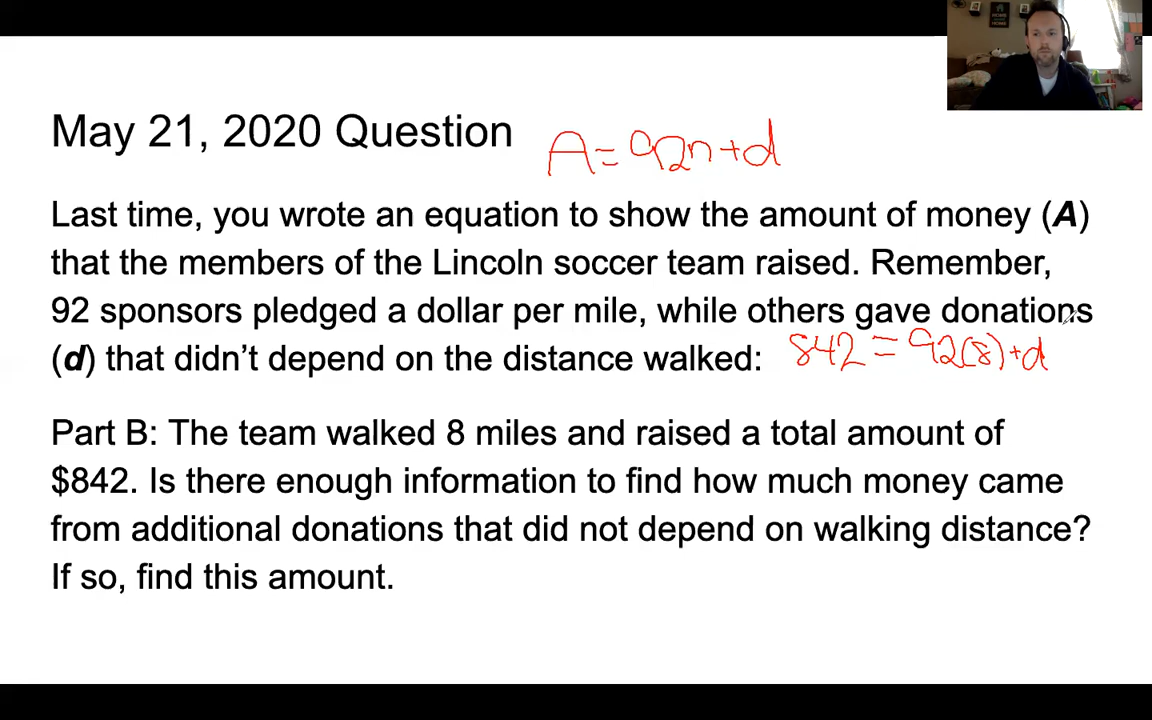 May 21, 2020 Question A=92n+d
Last time, you wrote an equation to show the amount of money (A)
that the members of the Lincoln soccer team raised. Remember,
92 sponsors pledged a dollar per mile, while others gave donations
(d) that didn’t depend on the distance walked: 842=92(8)+d
Part B: The team walked 8 miles and raised a total amount of
$842. Is there enough information to find how much money came
from additional donations that did not depend on walking distance?
If so, find this amount.